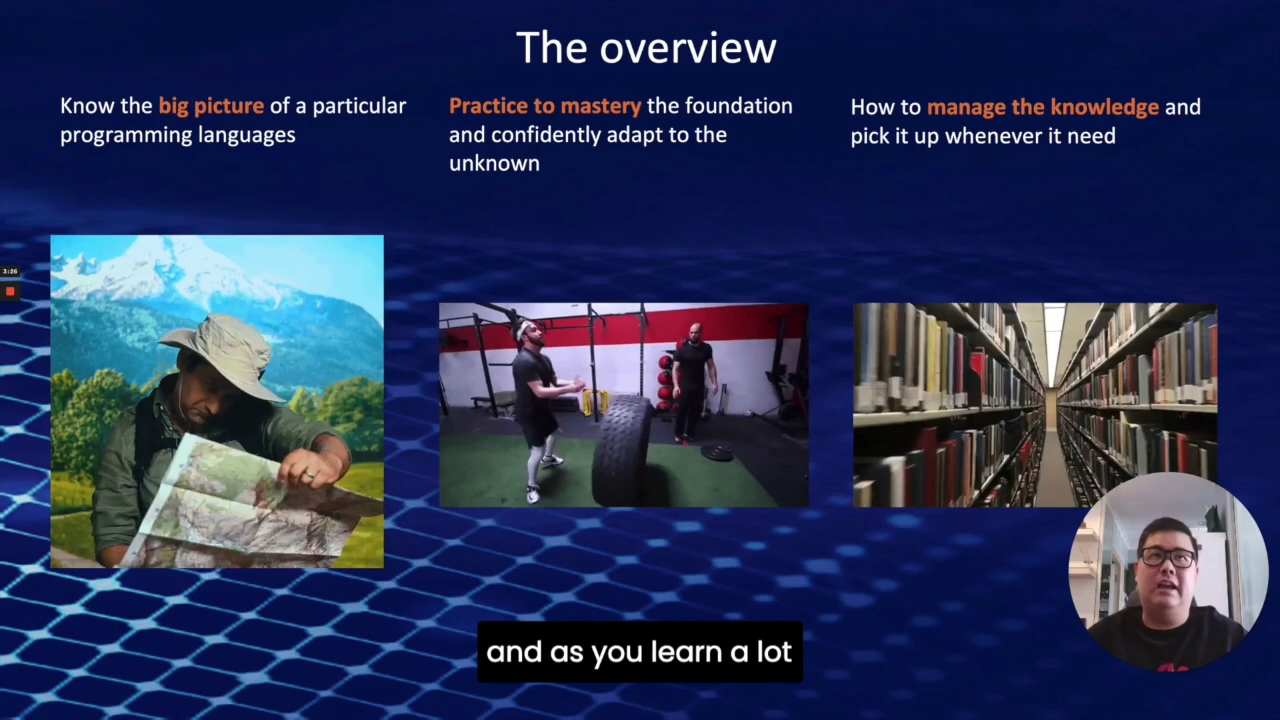 The overview
Know the big picture of a particular
programming languages
Practice to mastery the foundation
and confidently adapt to the
unknown
How to manage the knowledge and
pick it up whenever it need
3:26
and as you learn a lot